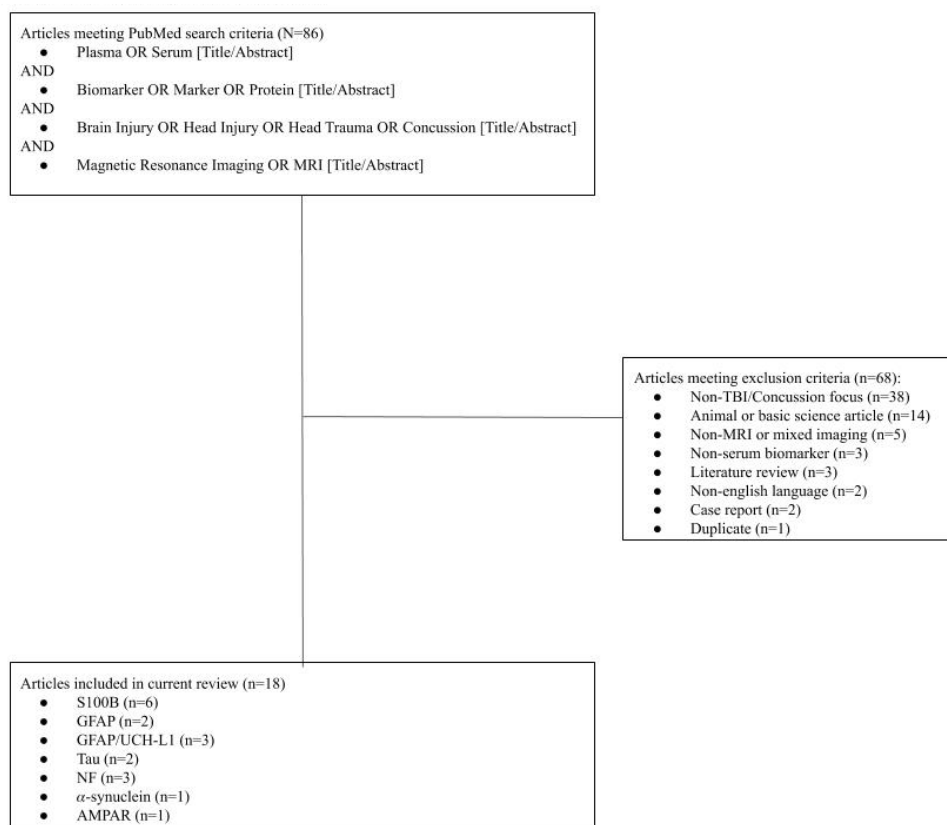 Articles meeting PubMed search criteria (N=86)
● Plasma OR Serum [Title/Abstract]
AND
● Biomarker OR Marker OR Protein [Title/Abstract]
AND
● Brain Injury OR Head Injury OR Head Trauma OR Concussion [Title/Abstract]
AND
● Magnetic Resonance Imaging OR MRI [Title/Abstract]
Articles meeting exclusion criteria (n=68):
● Non-TBI/Concussion focus (n=38)
● Animal or basic science article (n=14)
● Non-MRI or mixed imaging (n=5)
● Non-serum biomarker (n=3)
● Literature review (n=3)
● Non-english language (n=2)
● Case report (n=2)
● Duplicate (n=1)
Articles included in current review (n=18)
● S100B (n=6)
● GFAP (n=2)
● GFAP/UCH-L1 (n=3)
● Tau (n=2)
● NF (n=3)
● α-synuclein (n=1)
● AMPAR (n=1)